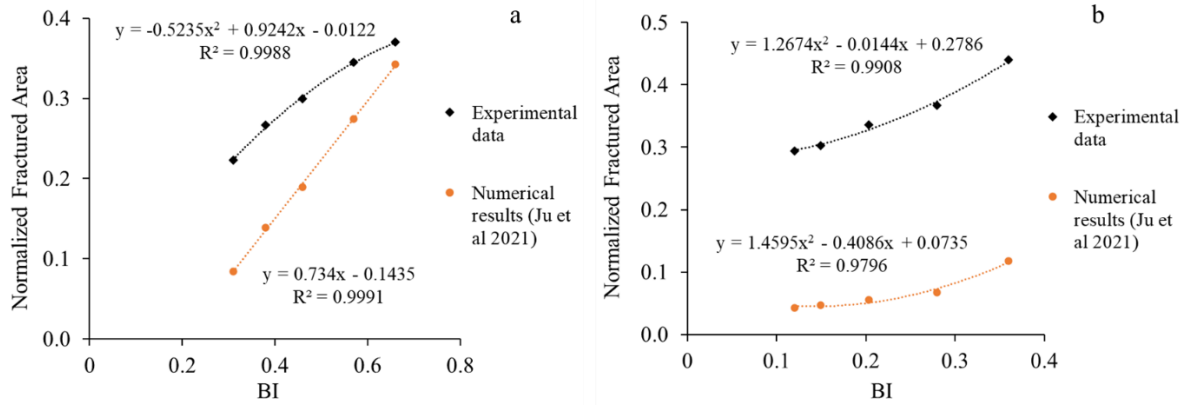 a
y = -0.5235x² + 0.9242x - 0.0122
R² = 0.9988
Normalized Fractured Area
0.4
0.3
0.2
0.1
0.0
Experimental
data
Numerical
results (Ju et
al 2021)
y = 0.734x - 0.1435
R² = 0.9991
0
0.2
0.4
0.6
0.8
BI
b
y = 1.2674x² - 0.0144x + 0.2786
R² = 0.9908
Normalized Fractured Area
0.5
0.4
0.3
0.2
0.1
0.0
Experimental
data
Numerical
results (Ju et
al 2021)
y = 1.4595x² - 0.4086x + 0.0735
R² = 0.9796
0
0.1
0.2
0.3
0.4
BI